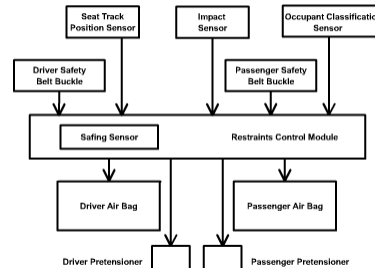 Seat Track
Position Sensor
Impact
Sensor
Occupant Classification
Sensor
Driver Safety
Belt Buckle
Passenger Safety
Belt Buckle
Safing Sensor
Restraints Control Module
Driver Air Bag
Passenger Air Bag
Driver Pretensioner
Passenger Pretensioner